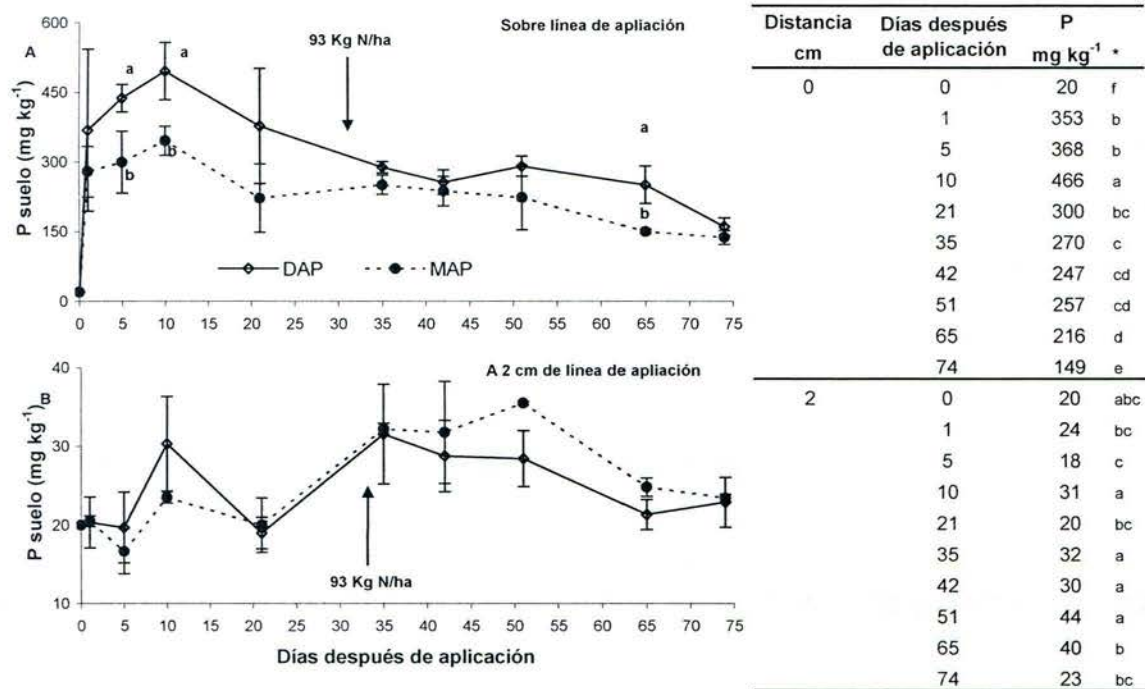 A
Sobre línea de apliación
93 Kg N/ha
P suelo (mg kg-1)
600
450
300
150
0
a
a
b
b
a
b
DAP
MAP
0 5 10 15 20 25 30 35 40 45 50 55 60 65 70 75
B
A 2 cm de línea de apliación
P suelo (mg kg-1)
40
30
20
10
93 Kg N/ha
0 5 10 15 20 25 30 35 40 45 50 55 60 65 70 75
Días después de aplicación
Distancia Días después P
cm de aplicación mg kg-1 *
0 0 20 f
1 353 b
5 368 b
10 466 a
21 300 bc
35 270 c
42 247 cd
51 257 cd
65 216 d
74 149 e
2 0 20 abc
1 24 bc
5 18 c
10 31 a
21 20 bc
35 32 a
42 30 a
51 44 a
65 40 b
74 23 bc